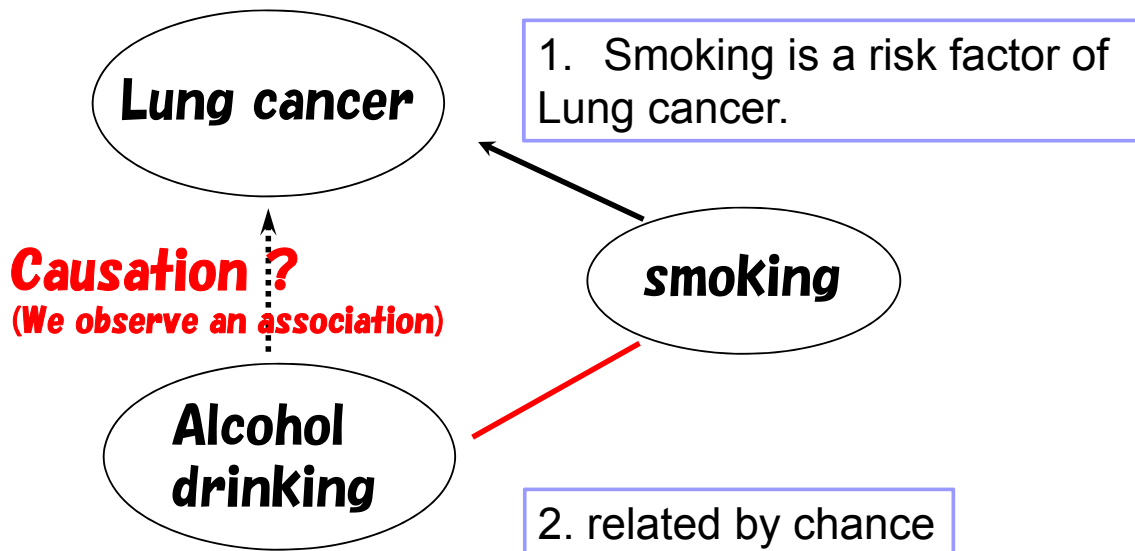 Lung cancer
1. Smoking is a risk factor of
Lung cancer.
Causation ?
(We observe an association)
smoking
Alcohol
drinking
2. related by chance